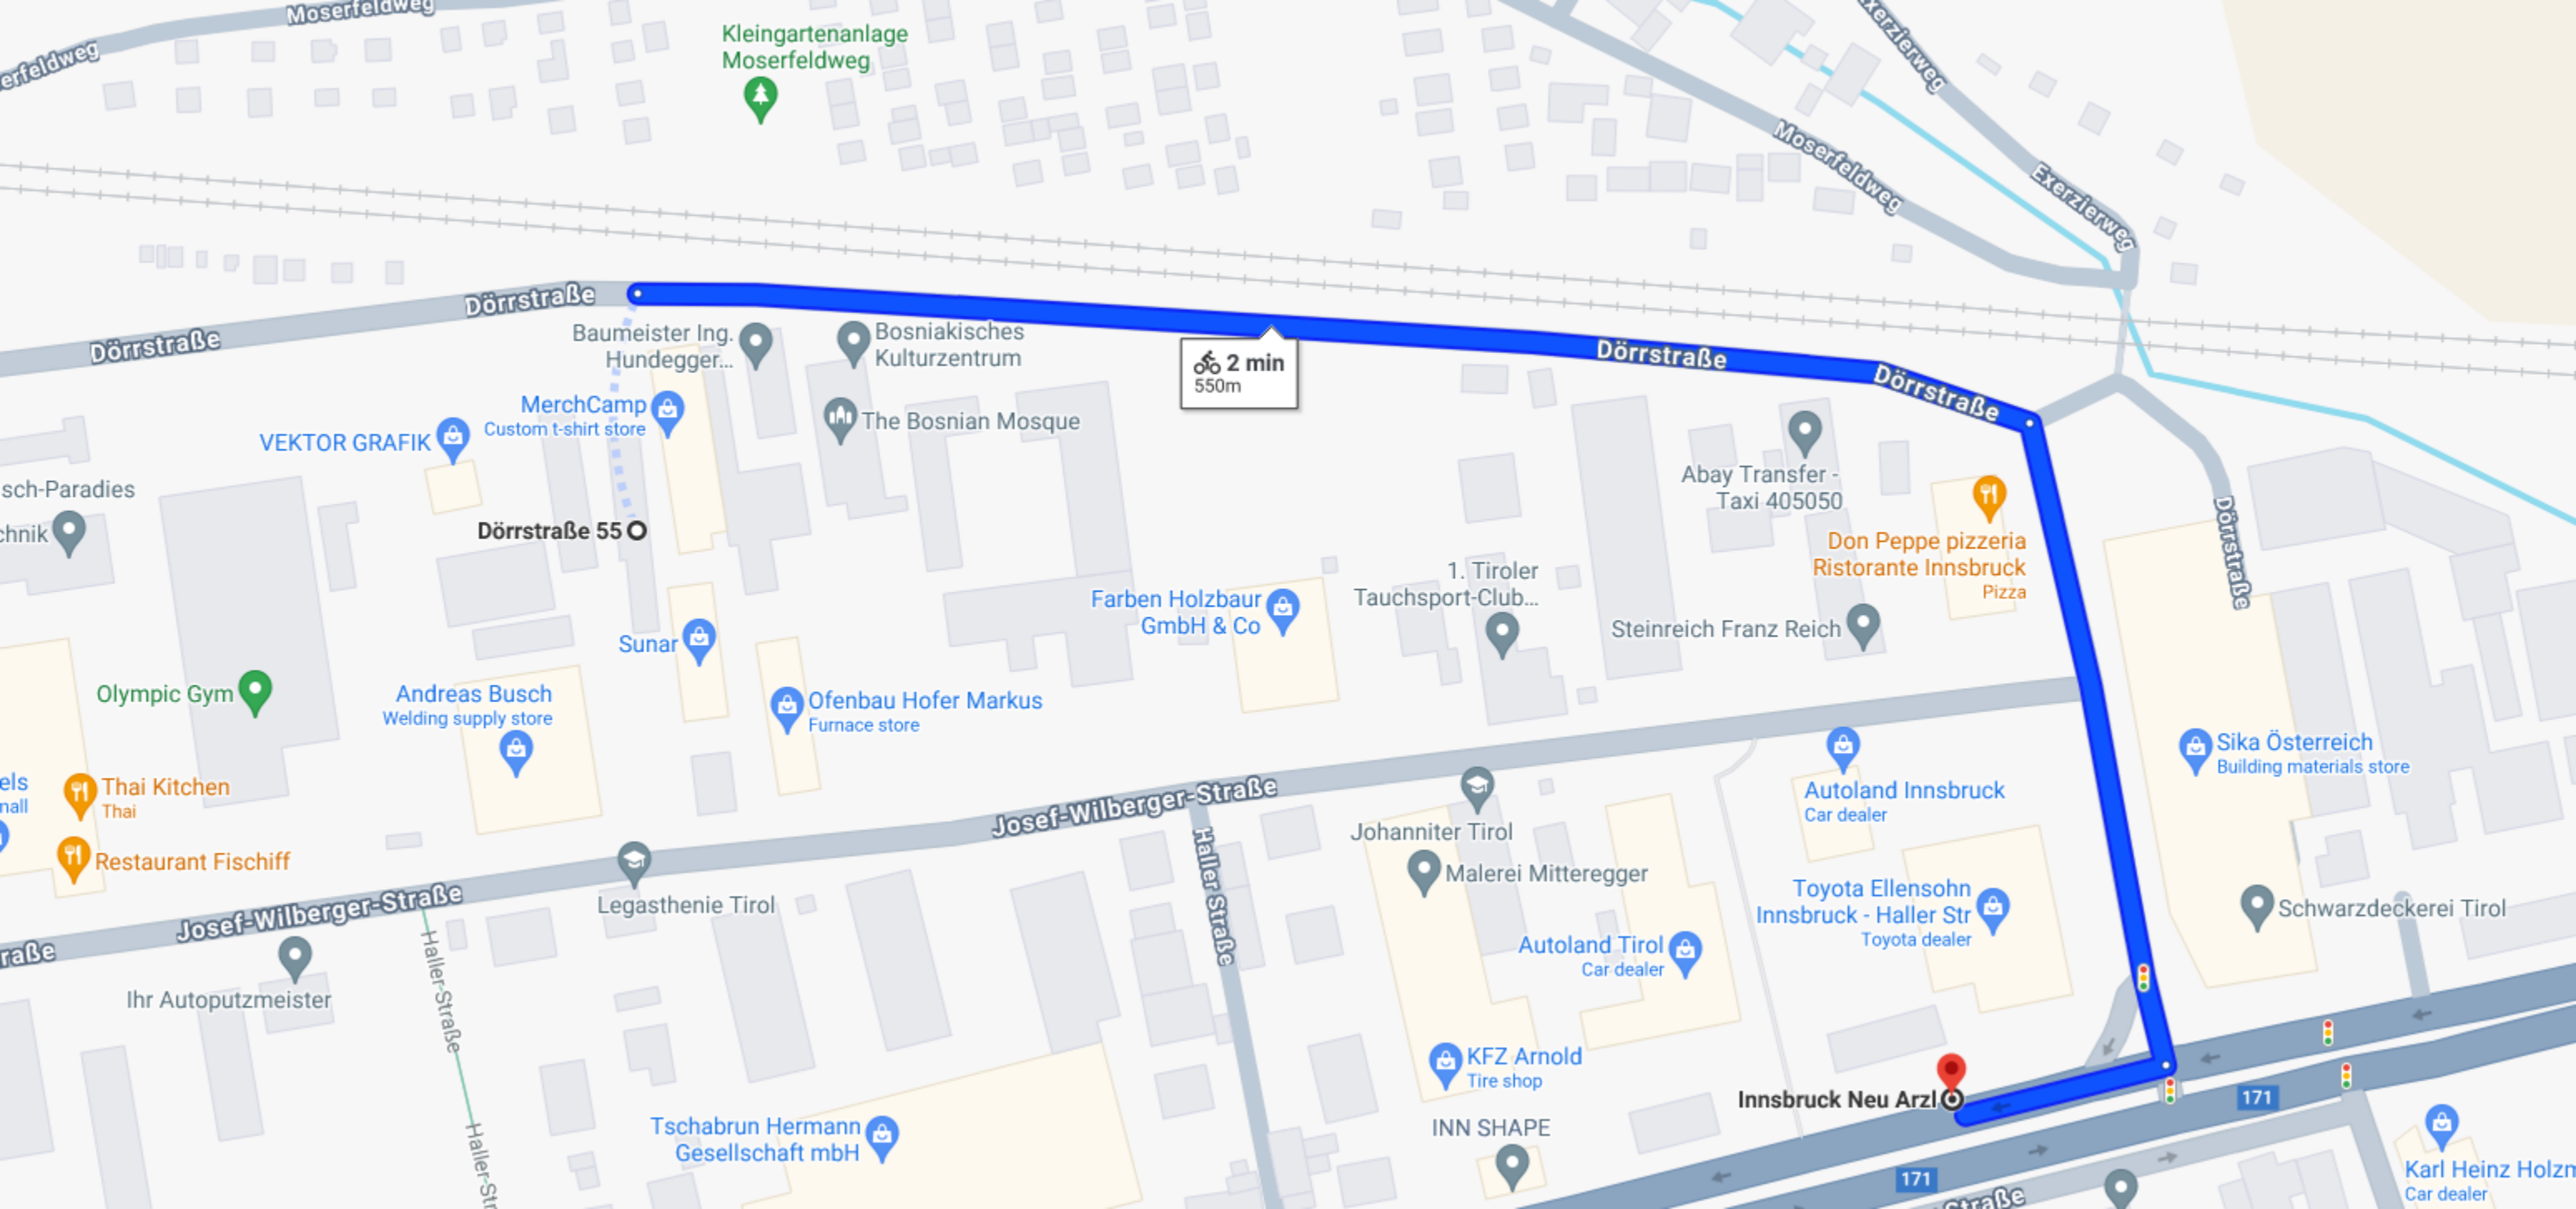 Moserfeldweg
erfeldweg
Kleingartenanlage
Moserfeldweg
Exerzierweg
Moserfeldweg
Exerzierweg
Dörrstraße
Dörrstraße
Baumeister Ing.
Hundegger...
Bosniakisches
Kulturzentrum
2 min
550m
Dörrstraße
Dörrstraße
MerchCamp
Custom t-shirt store
The Bosnian Mosque
VEKTOR GRAFIK
sch-Paradies
chnik
Dörrstraße 55
Abay Transfer -
Taxi 405050
Don Peppe pizzeria
Ristorante Innsbruck
Pizza
Dörrstraße
1. Tiroler
Tauchsport-Club...
Farben Holzbaur
GmbH & Co
Steinreich Franz Reich
Sunar
Olympic Gym
Andreas Busch
Welding supply store
Ofenbau Hofer Markus
Furnace store
Sika Österreich
Building materials store
els
mall
Thai Kitchen
Thai
Restaurant Fischiff
Josef-Wilberger-Straße
Autoland Innsbruck
Car dealer
Johanniter Tirol
Haller Straße
Malerei Mitteregger
Josef-Wilberger-Straße
Legasthenie Tirol
Toyota Ellensohn
Innsbruck - Haller Str
Toyota dealer
Schwarzdeckerei Tirol
raße
Haller-Straße
Autoland Tirol
Car dealer
Ihr Autoputzmeister
KFZ Arnold
Tire shop
Innsbruck Neu Arzl
171
Tschabrun Hermann
Gesellschaft mbH
INN SHAPE
Haller-Str
171
Karl Heinz Holzm
Car dealer
Straße